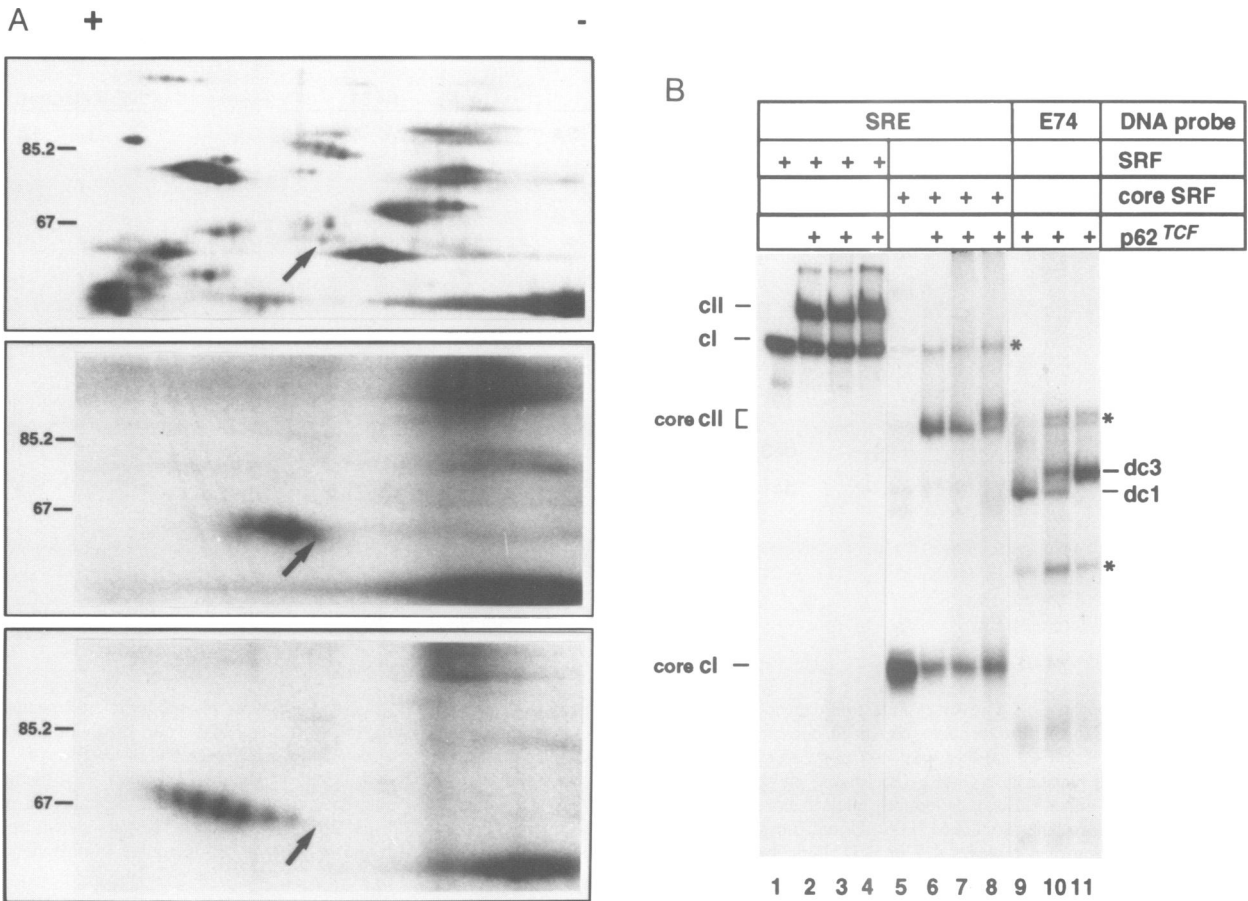 A + -
85.2
67
85.2
67
85.2
67
B
SRE E74 DNA probe
+ + + + SRF
+ + + + core SRF
+ + + + + + + + + p62 TCF
cII
cI
*
core cII
*
dc3
dc1
*
core cI
1 2 3 4 5 6 7 8 9 10 11